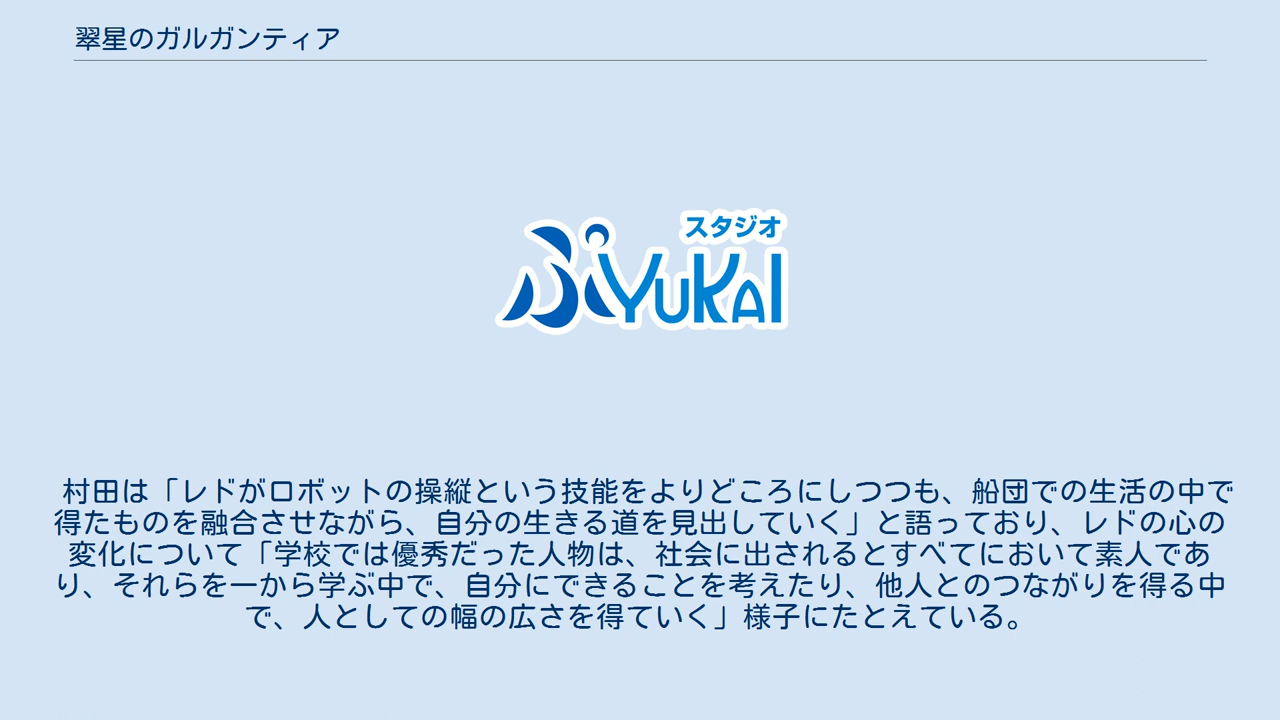 翠星のガルガンティア
スタジオ
ぷYUKAI
村田は「レドがロボットの操縦という技能をよりどころにしつつも、船団での生活の中で
得たものを融合させながら、自分の生きる道を見出していく」と語っており、レドの心の
変化について「学校では優秀だった人物は、社会に出されるとすべてにおいて素人であ
り、それらを一から学ぶ中で、自分にできることを考えたり、他人とのつながりを得る中
で、人としての幅の広さを得ていく」様子にたとえている。